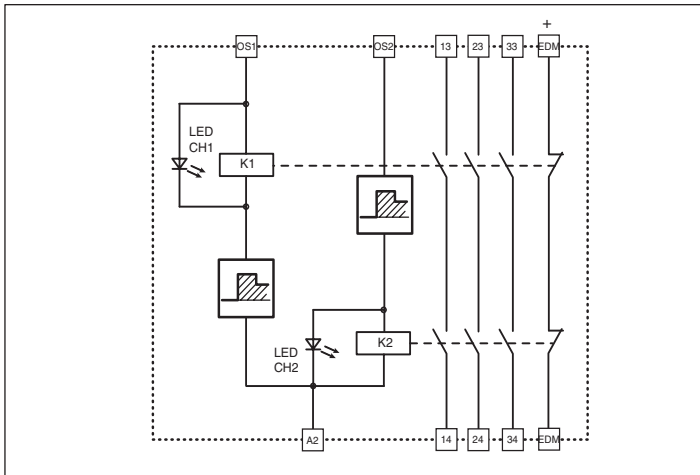 +
OS1 OS2 13 23 33 EDM
LED
CH1
K1
LED
CH2
K2
A2 14 24 34 EDM